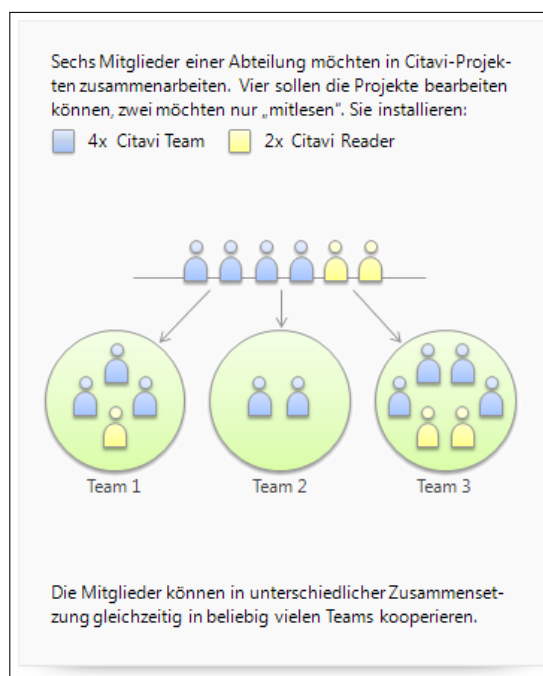 Sechs Mitglieder einer Abteilung möchten in Citavi-Projek-
ten zusammenarbeiten. Vier sollen die Projekte bearbeiten
können, zwei möchten nur „mitlesen“. Sie installieren:
4x Citavi Team 2x Citavi Reader
Team 1 Team 2 Team 3
Die Mitglieder können in unterschiedlicher Zusammenset-
zung gleichzeitig in beliebig vielen Teams kooperieren.